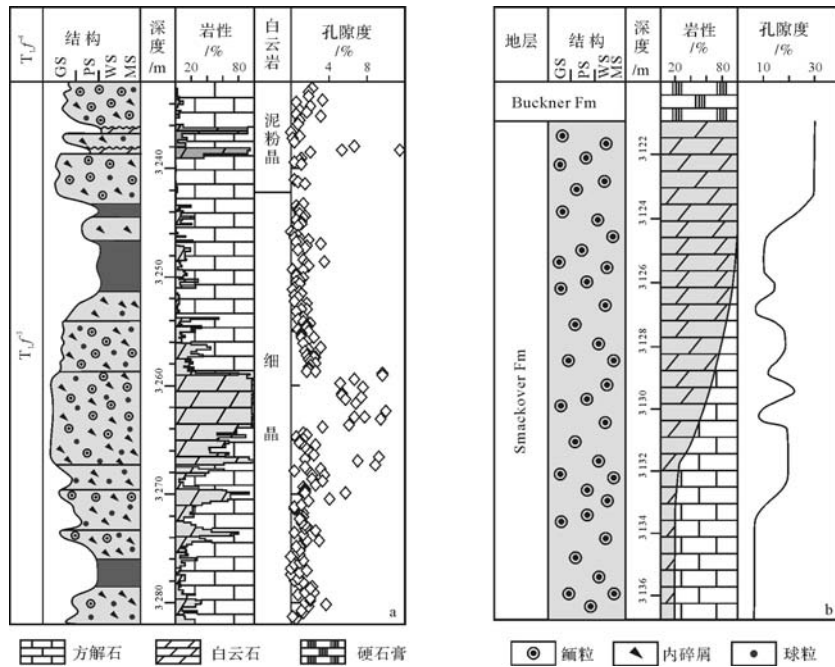 T₁f⁴
结构
GS PS WS MS
深度/m
岩性/%
20 80
白云岩
孔隙度/%
4 8
T₁f³
3 240
3 250
3 260
3 270
3 280
泥粉晶
细晶
a
地层
结构
GS PS WS MS
深度/m
岩性/%
20 80
孔隙度/%
10 30
Buckner Fm
Smackover Fm
3 122
3 124
3 126
3 128
3 130
3 132
3 134
3 136
b
方解石 白云石 硬石膏 鲕粒 内碎屑 球粒